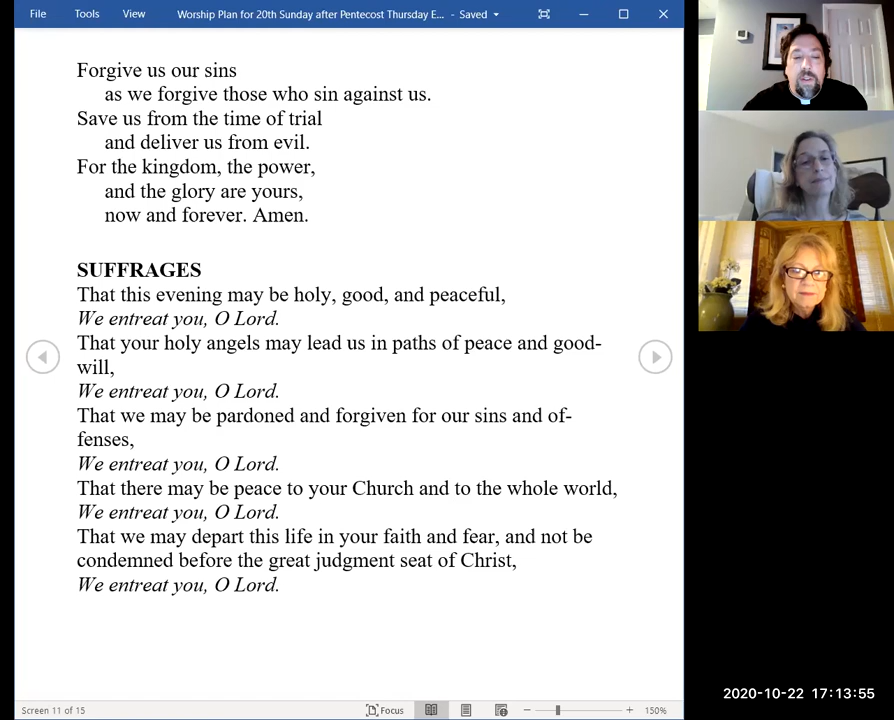 File Tools View Worship Plan for 20th Sunday after Pentecost Thursday E... - Saved
Forgive us our sins
as we forgive those who sin against us.
Save us from the time of trial
and deliver us from evil.
For the kingdom, the power,
and the glory are yours,
now and forever. Amen.
SUFFRAGES
That this evening may be holy, good, and peaceful,
We entreat you, O Lord.
That your holy angels may lead us in paths of peace and good-
will,
We entreat you, O Lord.
That we may be pardoned and forgiven for our sins and of-
fenses,
We entreat you, O Lord.
That there may be peace to your Church and to the whole world,
We entreat you, O Lord.
That we may depart this life in your faith and fear, and not be
condemned before the great judgment seat of Christ,
We entreat you, O Lord.
2020-10-22 17:13:55
Screen 11 of 15 Focus 150%